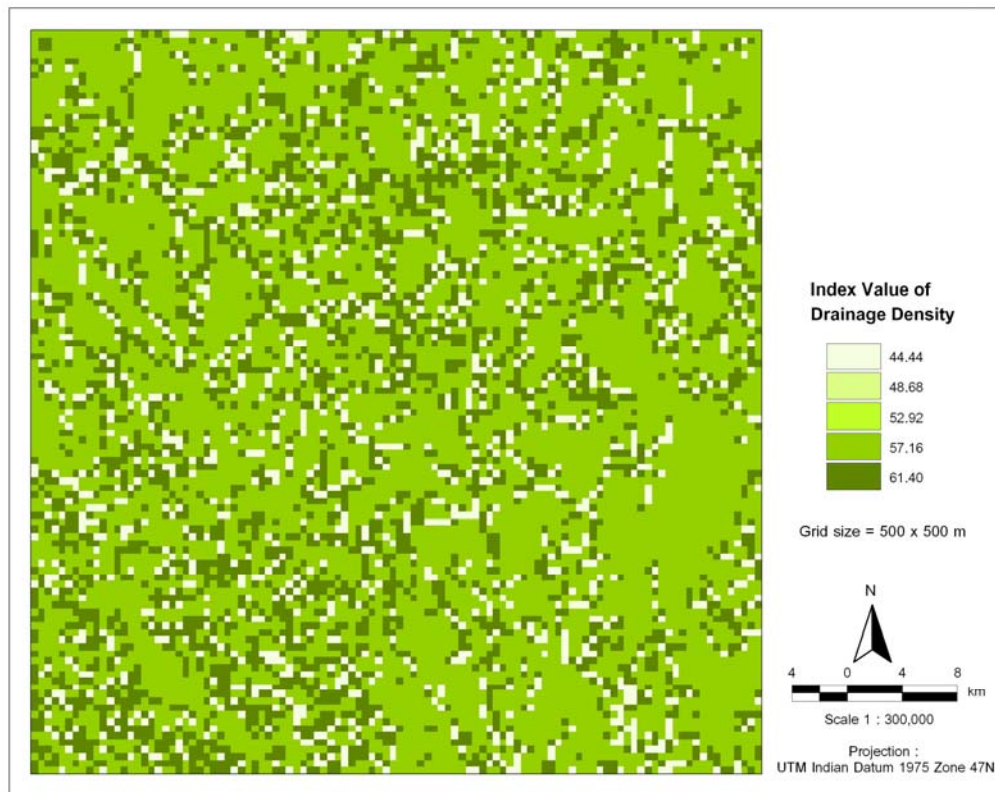 Index Value of
Drainage Density
44.44
48.68
52.92
57.16
61.40
Grid size = 500 x 500 m
N
4 0 4 8
km
Scale 1 : 300,000
Projection :
UTM Indian Datum 1975 Zone 47N